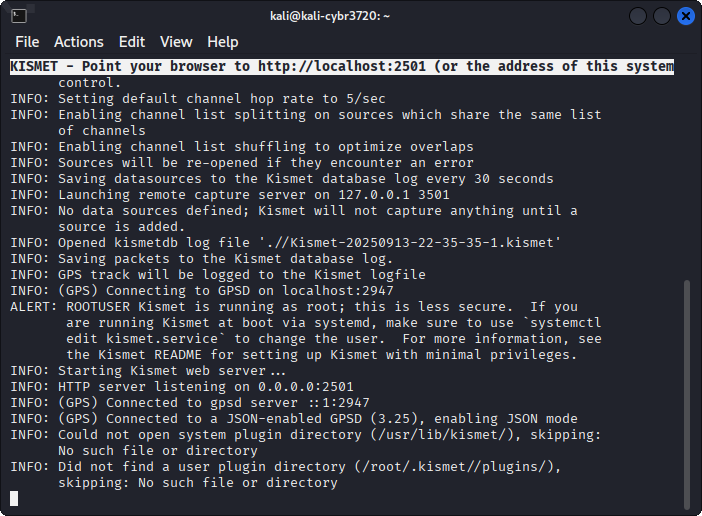 kali@kali-cybr3720: ~
File Actions Edit View Help
KISMET - Point your browser to http://localhost:2501 (or the address of this system
control.
INFO: Setting default channel hop rate to 5/sec
INFO: Enabling channel list splitting on sources which share the same list
of channels
INFO: Enabling channel list shuffling to optimize overlaps
INFO: Sources will be re-opened if they encounter an error
INFO: Saving datasources to the Kismet database log every 30 seconds
INFO: Launching remote capture server on 127.0.0.1 3501
INFO: No data sources defined; Kismet will not capture anything until a
source is added.
INFO: Opened kismetdb log file './/Kismet-20250913-22-35-35-1.kismet'
INFO: Saving packets to the Kismet database log.
INFO: GPS track will be logged to the Kismet logfile
INFO: (GPS) Connecting to GPSD on localhost:2947
ALERT: ROOTUSER Kismet is running as root; this is less secure.  If you
are running Kismet at boot via systemd, make sure to use `systemctl
edit kismet.service` to change the user.  For more information, see
the Kismet README for setting up Kismet with minimal privileges.
INFO: Starting Kismet web server...
INFO: HTTP server listening on 0.0.0.0:2501
INFO: (GPS) Connected to gpsd server ::1:2947
INFO: (GPS) Connected to a JSON-enabled GPSD (3.25), enabling JSON mode
INFO: Could not open system plugin directory (/usr/lib/kismet/), skipping:
No such file or directory
INFO: Did not find a user plugin directory (/root/.kismet//plugins/),
skipping: No such file or directory